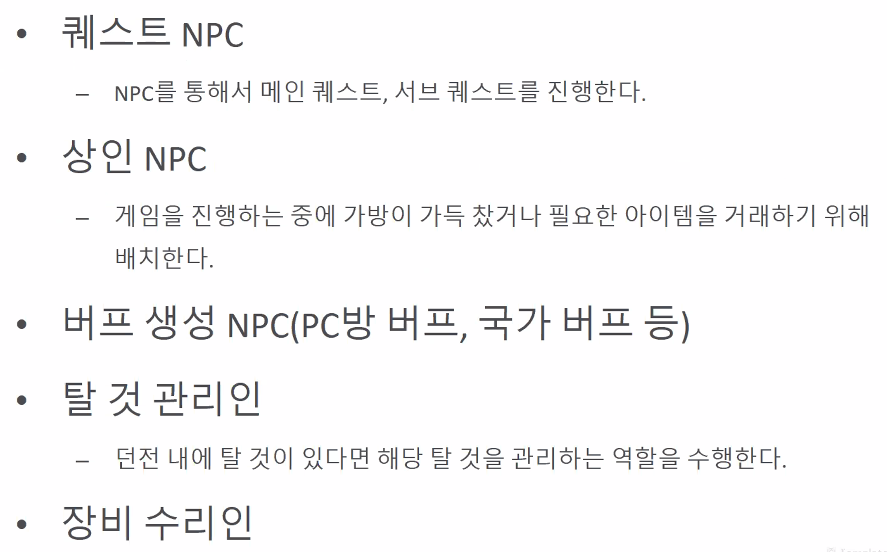 • 퀘스트 NPC
– NPC를 통해서 메인 퀘스트, 서브 퀘스트를 진행한다.
• 상인 NPC
– 게임을 진행하는 중에 가방이 가득 찼거나 필요한 아이템을 거래하기 위해
배치한다.
• 버프 생성 NPC(PC방 버프, 국가 버프 등)
• 탈 것 관리인
– 던전 내에 탈 것이 있다면 해당 탈 것을 관리하는 역할을 수행한다.
• 장비 수리인